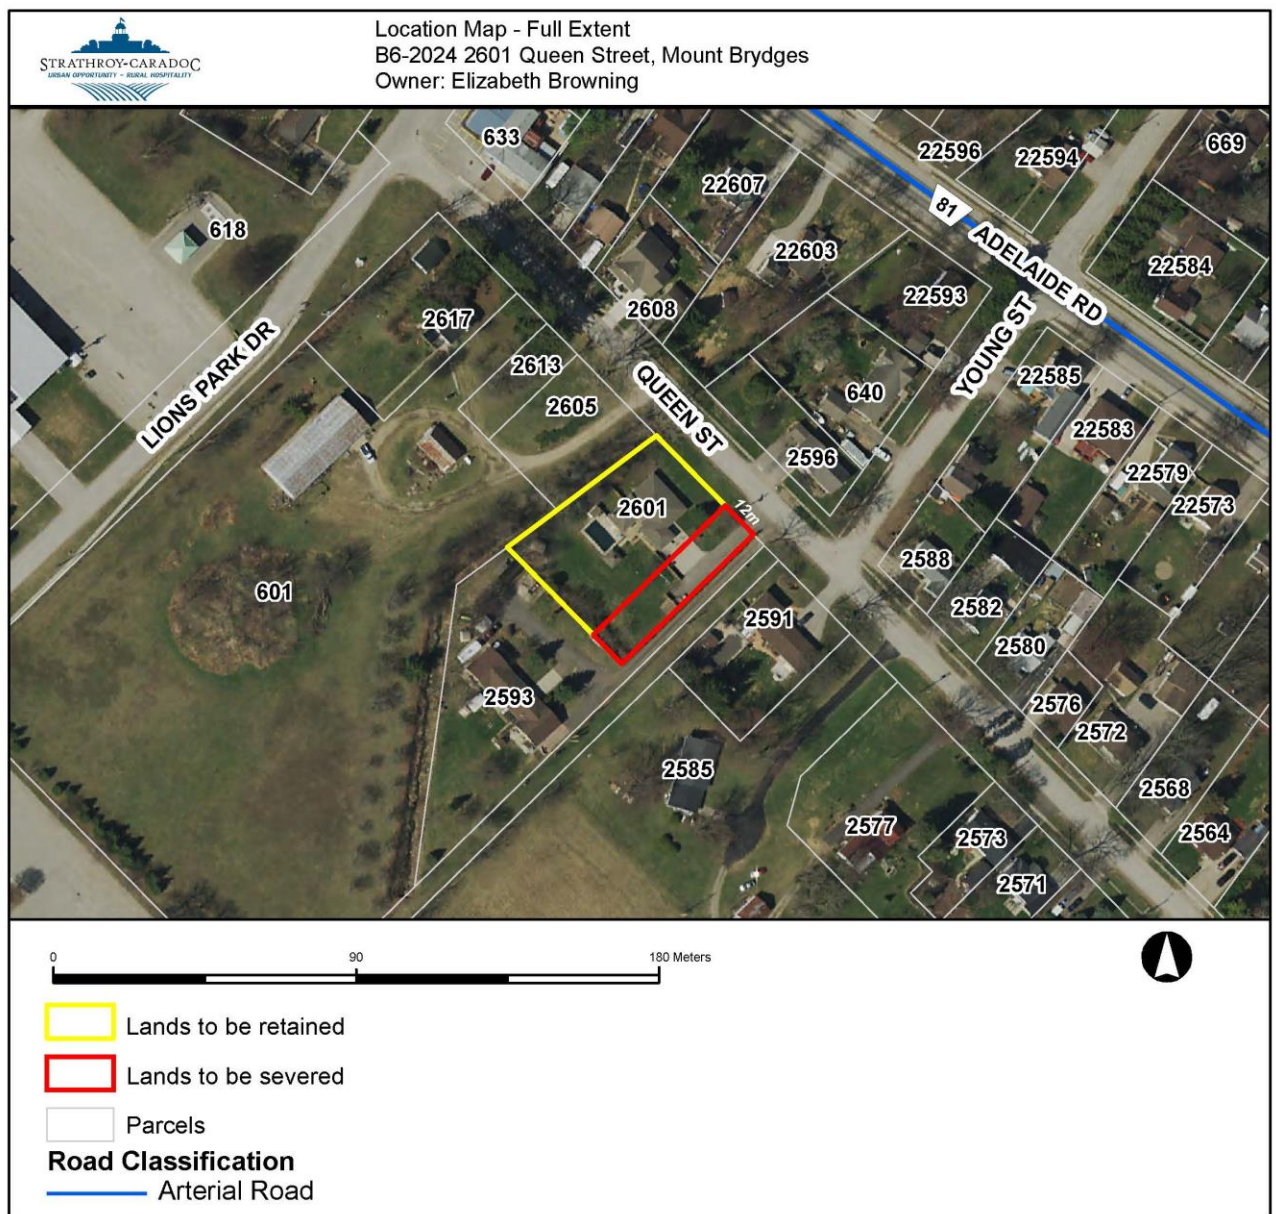 STRATHROY-CARADOC
URBAN OPPORTUNITY - RURAL HOSPITALITY
Location Map - Full Extent
B6-2024 2601 Queen Street, Mount Brydges
Owner: Elizabeth Browning
633
22596
22594
669
22607
81
618
22603
ADELAIDE RD
22584
22593
2617
2608
YOUNG ST
LIONS PARK DR
2613
22585
QUEEN ST
640
2605
22583
2596
22579
22573
2601
12m
2588
601
2582
2591
2580
2593
2576
2572
2585
2568
2577
2573
2564
2571
0 90 180 Meters
Lands to be retained
Lands to be severed
Parcels
Road Classification
Arterial Road